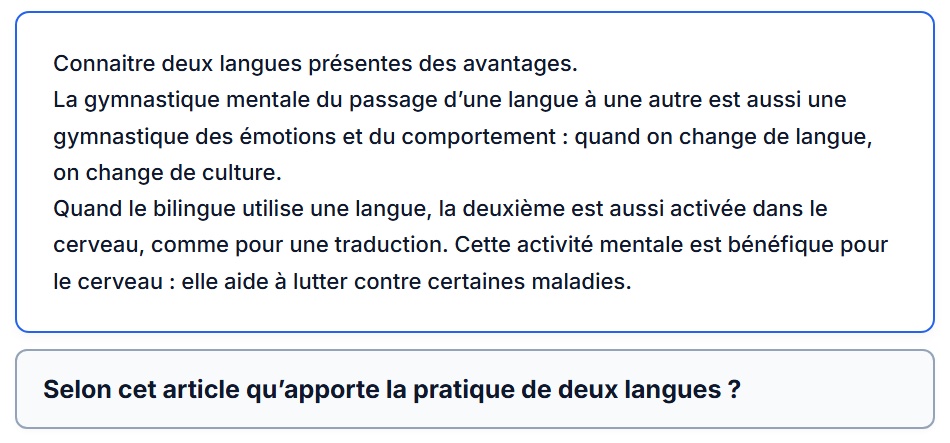 Connaitre deux langues présentes des avantages.
La gymnastique mentale du passage d’une langue à une autre est aussi une
gymnastique des émotions et du comportement : quand on change de langue,
on change de culture.
Quand le bilingue utilise une langue, la deuxième est aussi activée dans le
cerveau, comme pour une traduction. Cette activité mentale est bénéfique pour
le cerveau : elle aide à lutter contre certaines maladies.
Selon cet article qu’apporte la pratique de deux langues ?